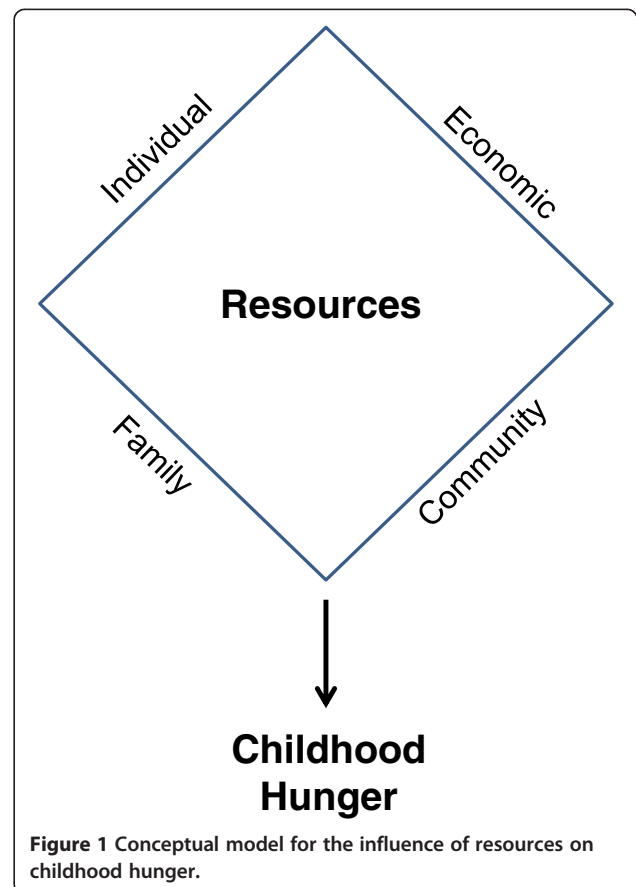 Individual
Economic
Resources
Family
Community
Childhood
Hunger
Figure 1 Conceptual model for the influence of resources on
childhood hunger.